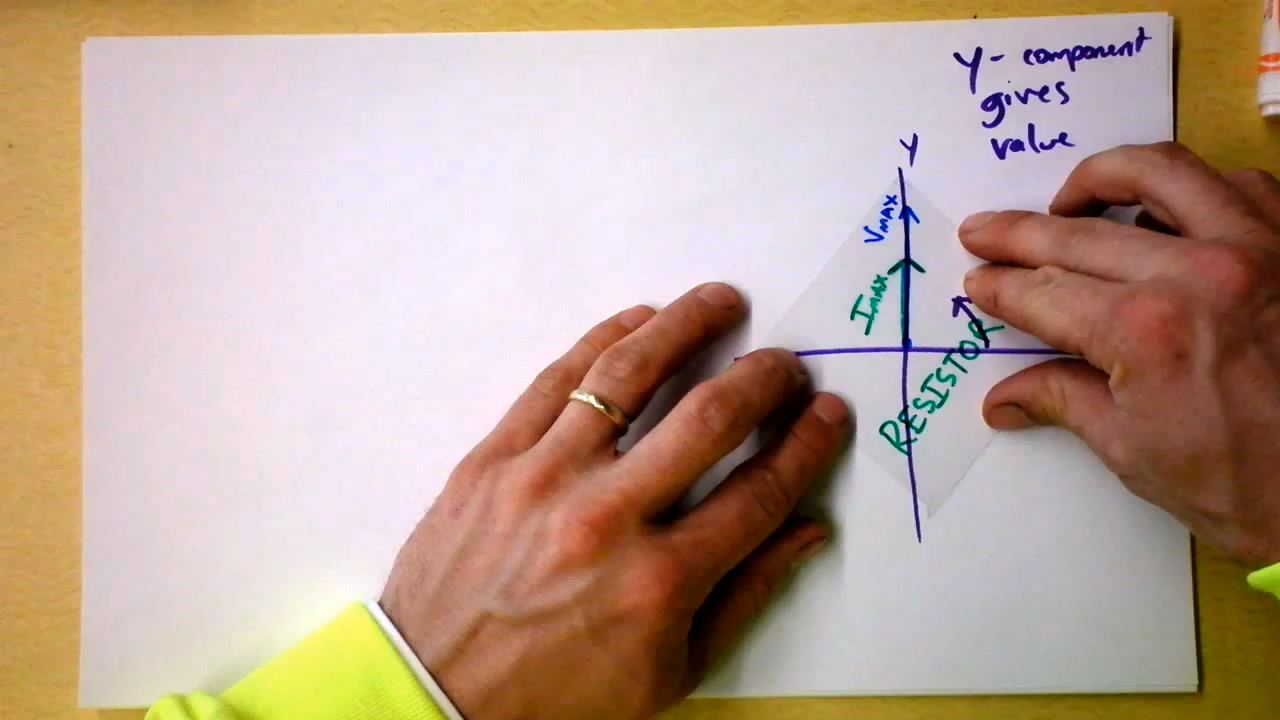 Y- component
gives
value
Y
VMAX
IMAX
RESISTOR